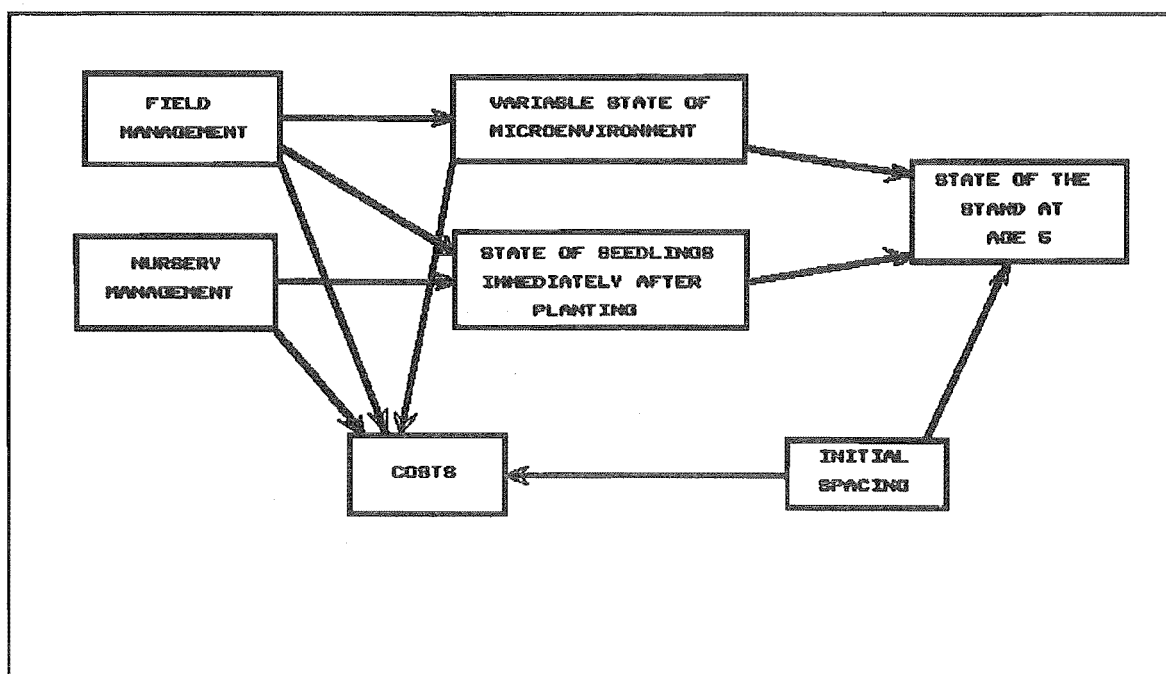 FIELD
MANAGEMENT
VARIABLE STATE OF
MICROENVIRONMENT
STATE OF THE
STAND AT
AGE 5
NURSERY
MANAGEMENT
STATE OF SEEDLINGS
IMMEDIATELY AFTER
PLANTING
COSTS
INITIAL
SPACING